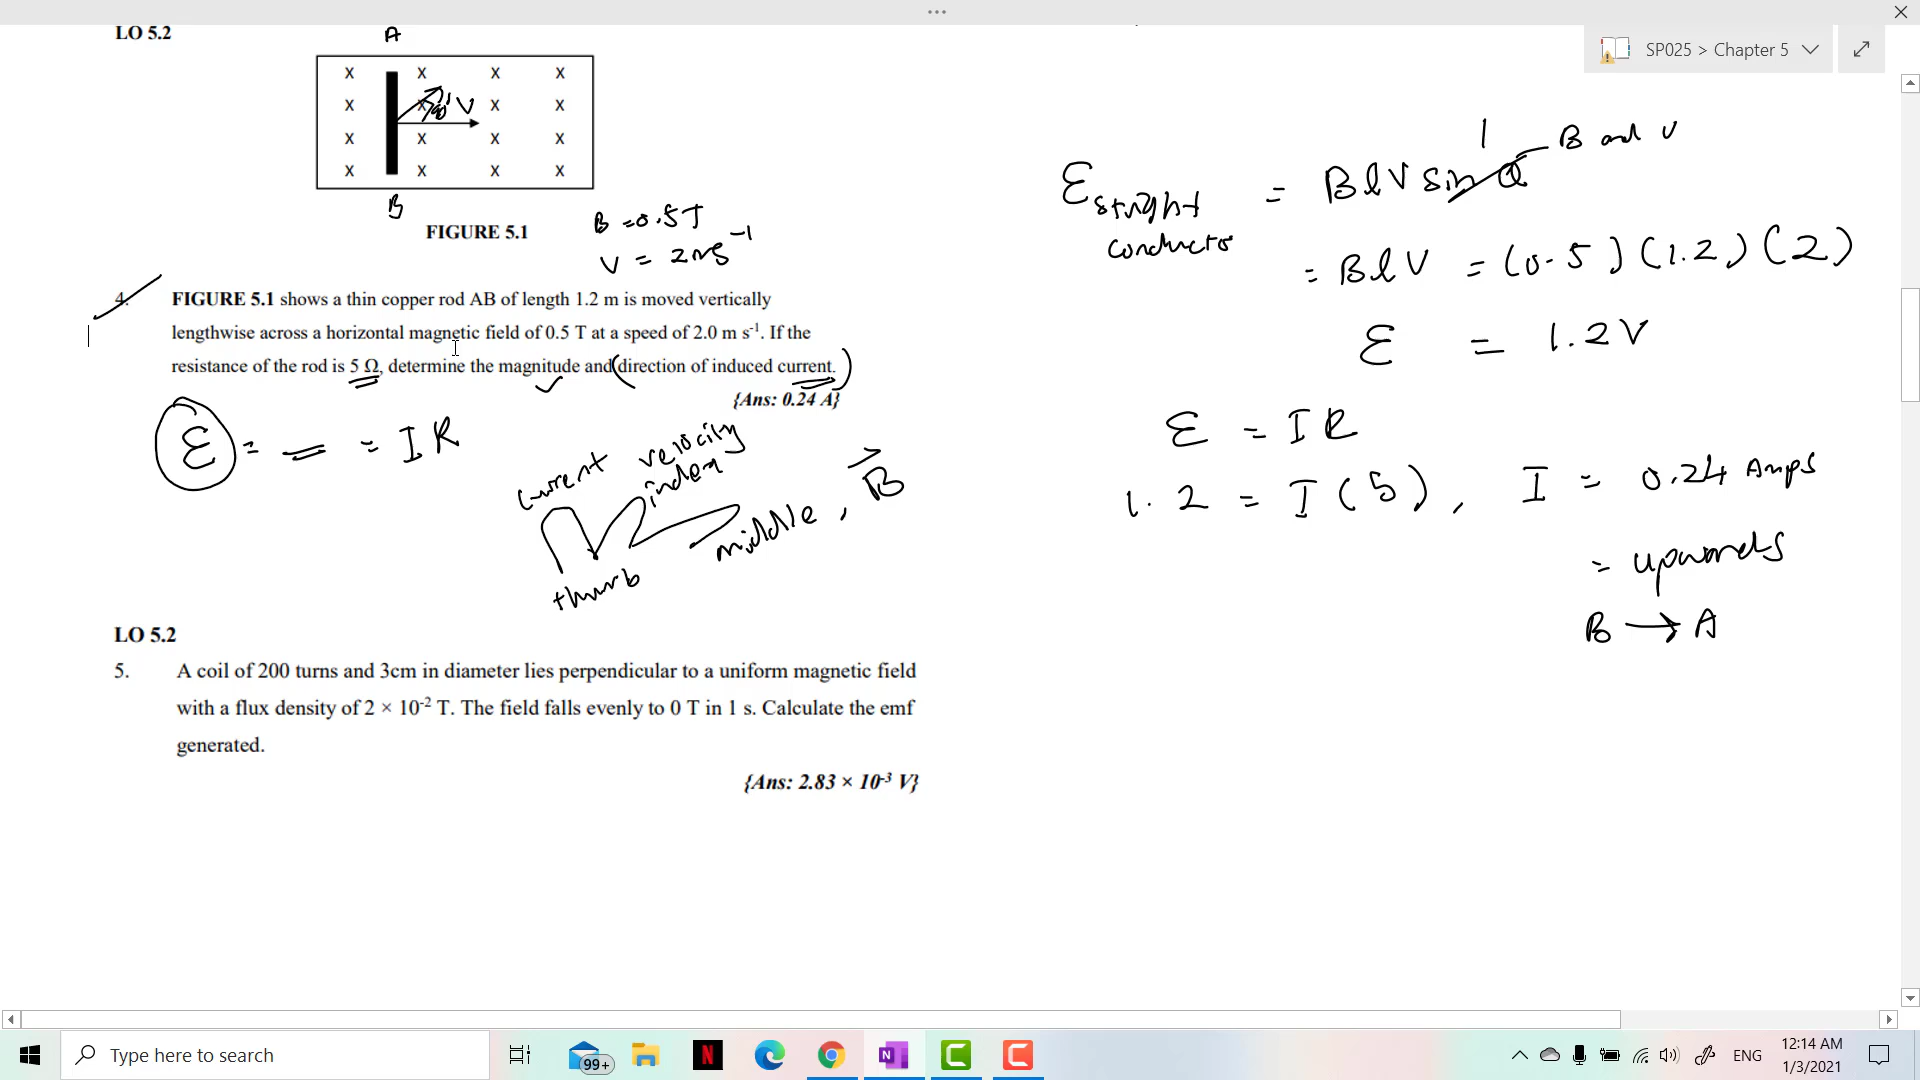 SP025 > Chapter 5
LO 5.2
A
x x x x
x x x x
V
x x x x
x x x x
B
FIGURE 5.1
B = 0.5 T
V = 2 ms⁻¹
4. FIGURE 5.1 shows a thin copper rod AB of length 1.2 m is moved vertically
lengthwise across a horizontal magnetic field of 0.5 T at a speed of 2.0 m s⁻¹. If the
resistance of the rod is 5 Ω, determine the magnitude and (direction of induced current.)
{Ans: 0.24 A}
ε = = IR
current velocity
index
thumb
middle, B
LO 5.2
5. A coil of 200 turns and 3cm in diameter lies perpendicular to a uniform magnetic field
with a flux density of 2 × 10⁻² T. The field falls evenly to 0 T in 1 s. Calculate the emf
generated.
{Ans: 2.83 × 10⁻³ V}
1 B and V
ε = B l V sin θ
conductor
= B l V = (0.5)(1.2)(2)
ε = 1.2 V
ε = IR
1.2 = I(5), I = 0.24 Amps
= upwards
B → A
Type here to search
99+
N
ENG
12:14 AM
1/3/2021